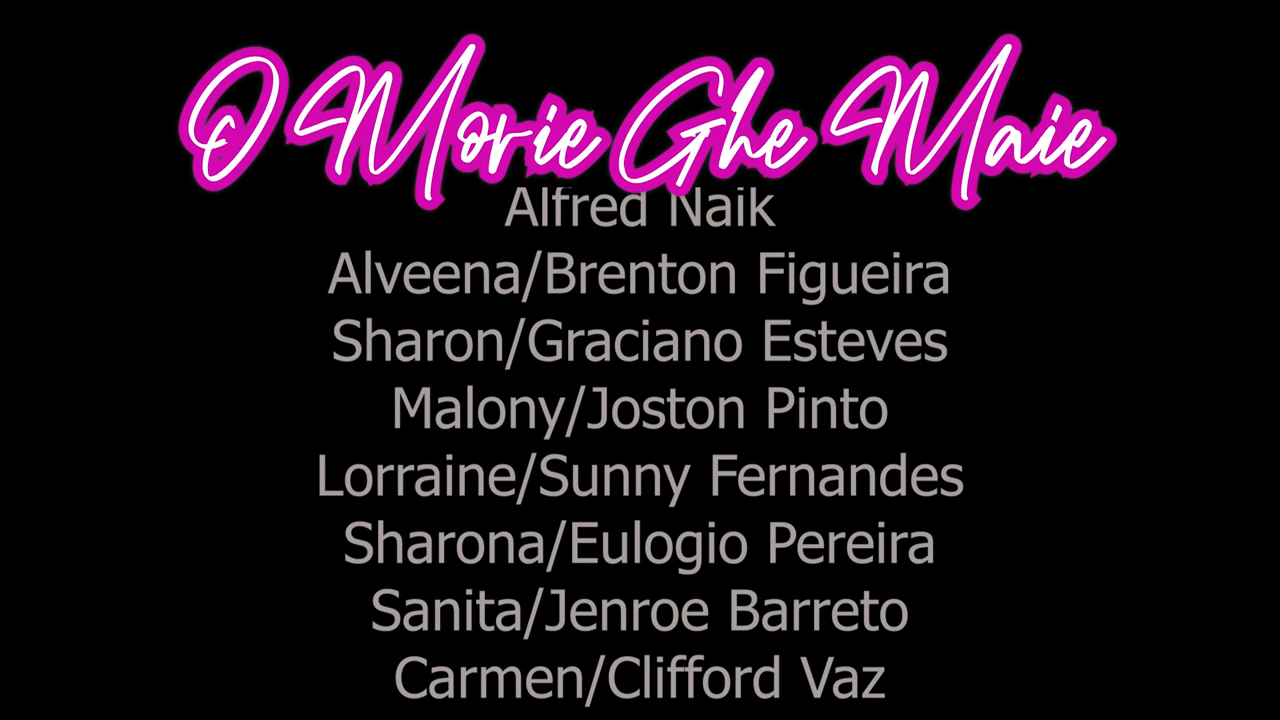 O Morie Ghe Maie
Alfred Naik
Alveena/Brenton Figueira
Sharon/Graciano Esteves
Malony/Joston Pinto
Lorraine/Sunny Fernandes
Sharona/Eulogio Pereira
Sanita/Jenroe Barreto
Carmen/Clifford Vaz